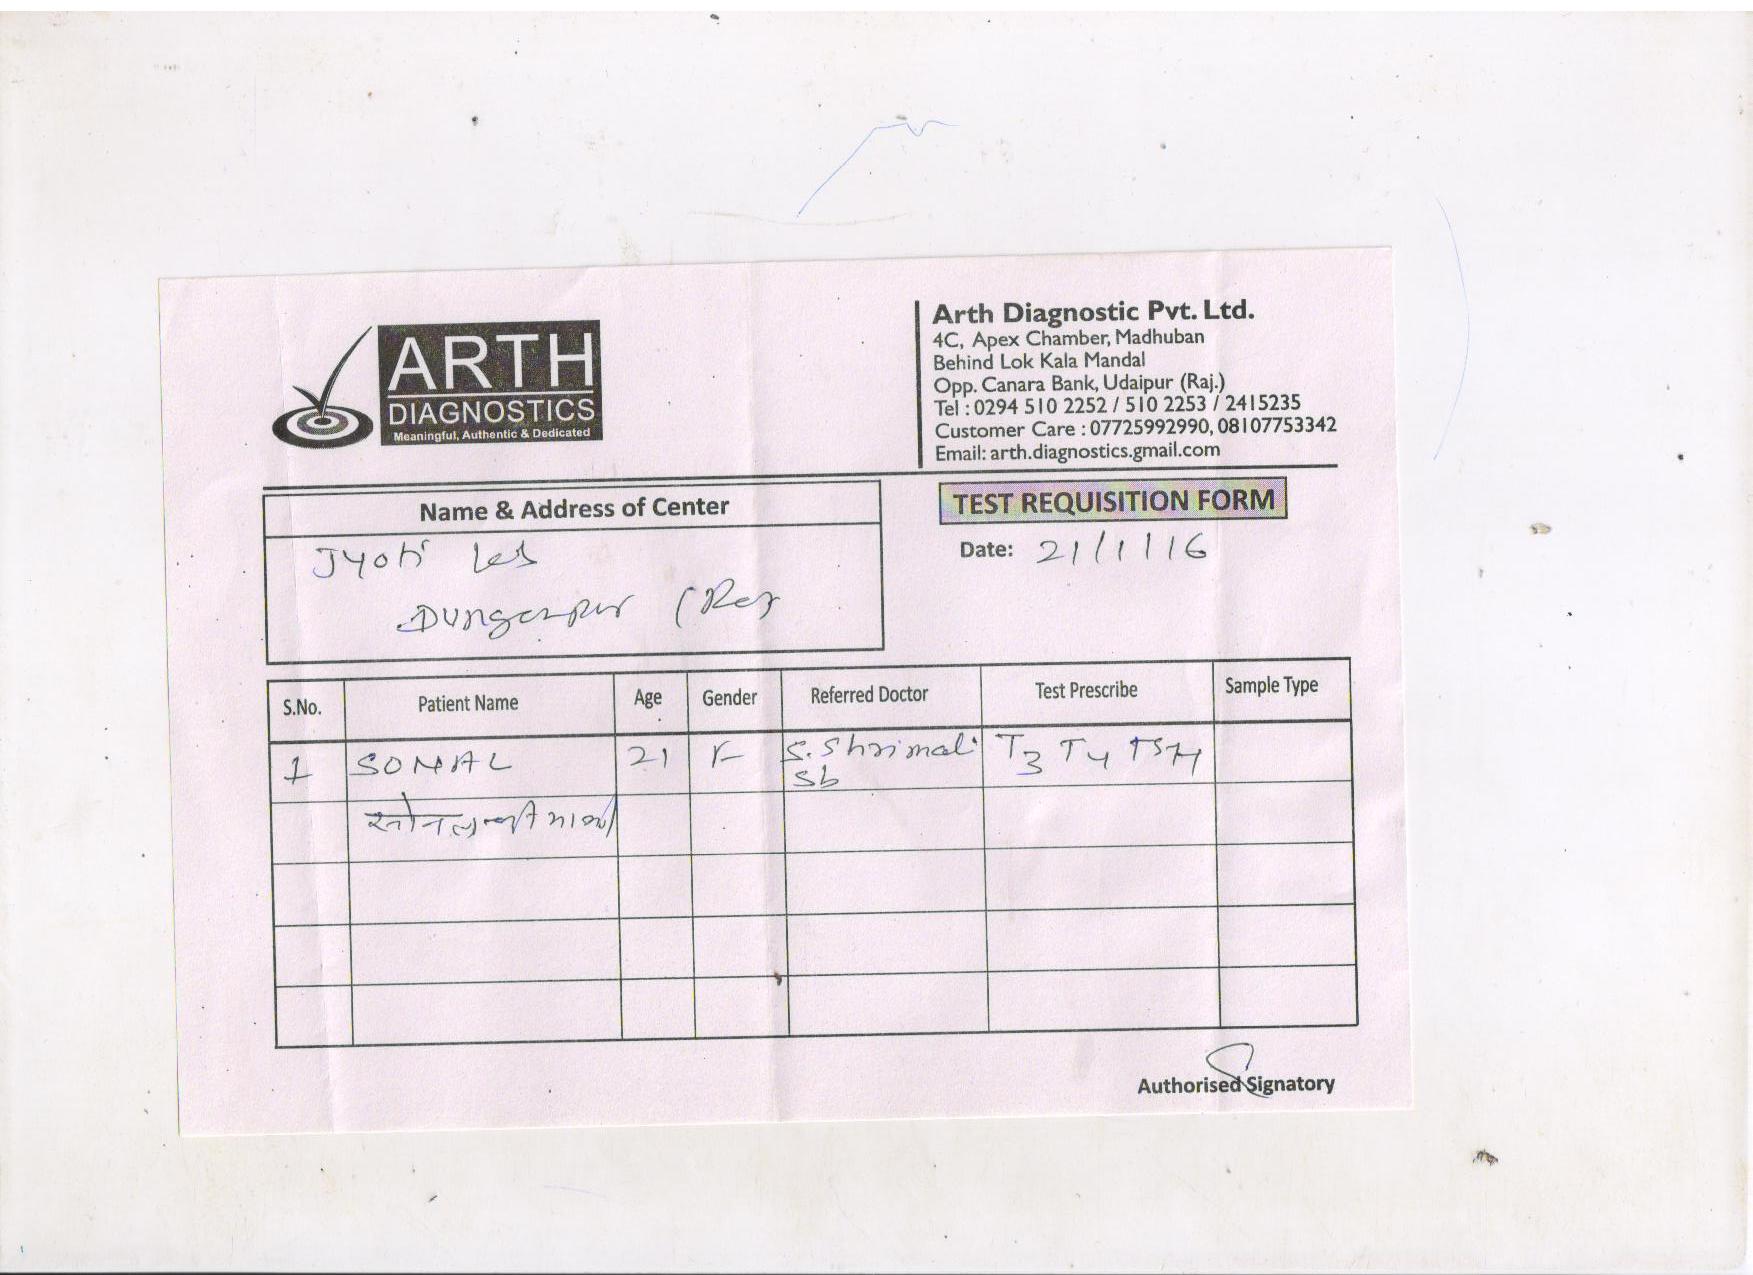 ARTH
DIAGNOSTICS
Meaningful, Authentic & Dedicated
Arth Diagnostic Pvt. Ltd.
4C, Apex Chamber, Madhuban
Behind Lok Kala Mandal
Opp. Canara Bank, Udaipur (Raj.)
Tel : 0294 510 2252 / 510 2253 / 2415235
Customer Care : 07725992990, 08107753342
Email: arth.diagnostics.gmail.com
Name & Address of Center
Jyoti Lab
Dungarpur (Raj
TEST REQUISITION FORM
Date: 21/1/16
S.No. Patient Name Age Gender Referred Doctor Test Prescribe Sample Type
1 SONAL 21 F S. Shrimali T3 T4 TSH
Sb
Authorised Signatory